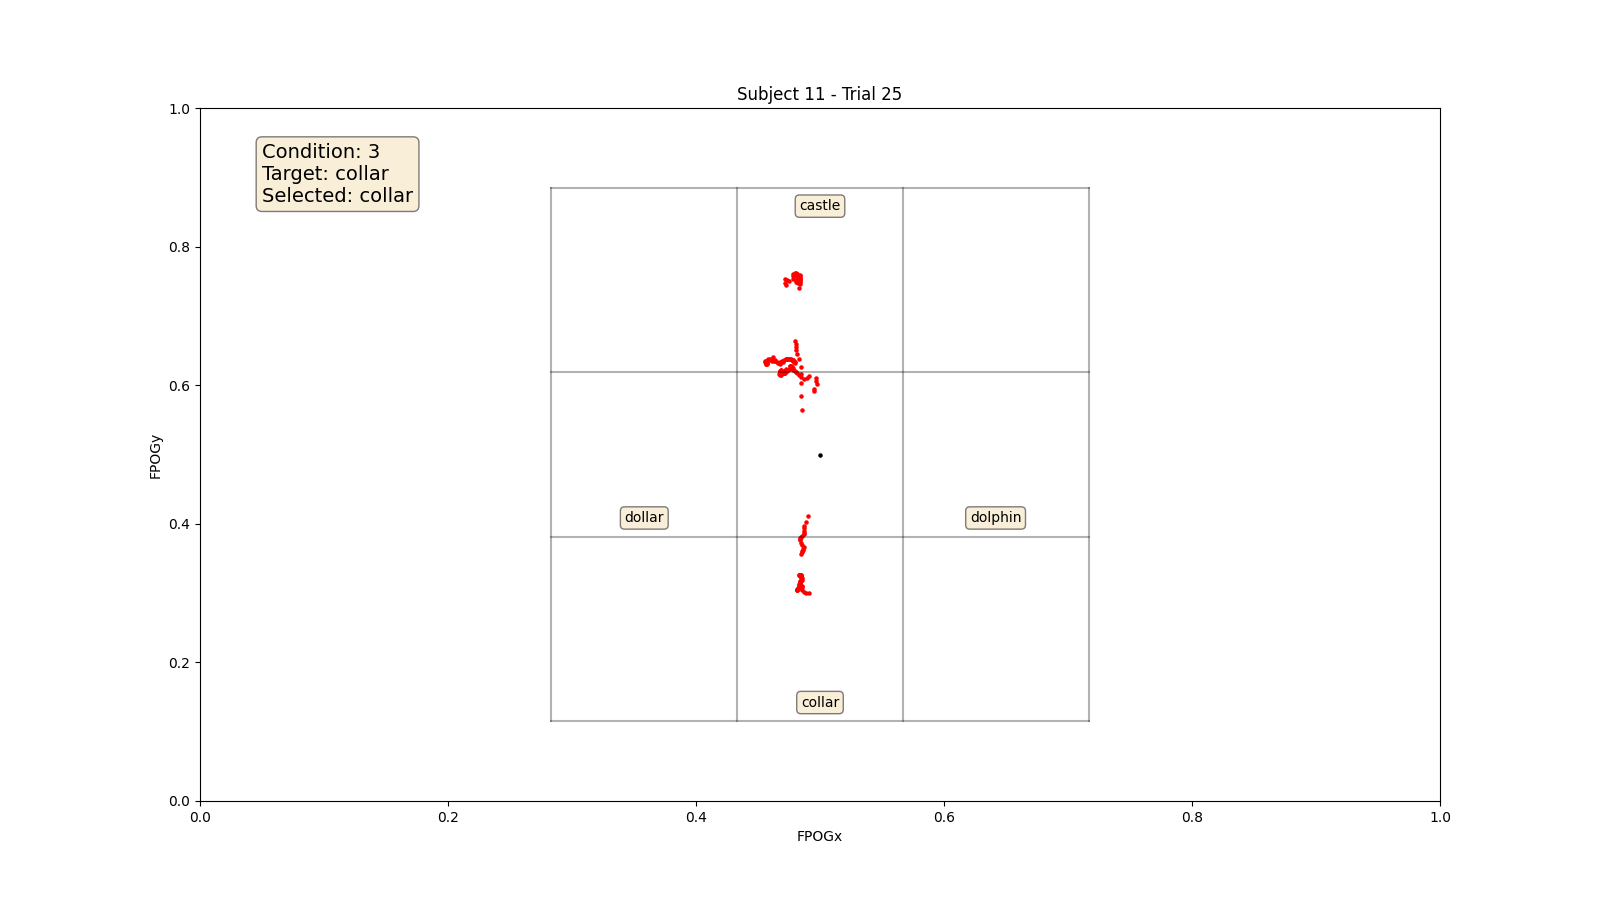 Subject 11 - Trial 25
1.0
Condition: 3
Target: collar
Selected: collar
castle
0.8
0.6
FPOGy
dollar
dolphin
0.4
0.2
collar
0.0
0.0 0.2 0.4 0.6 0.8 1.0
FPOGx